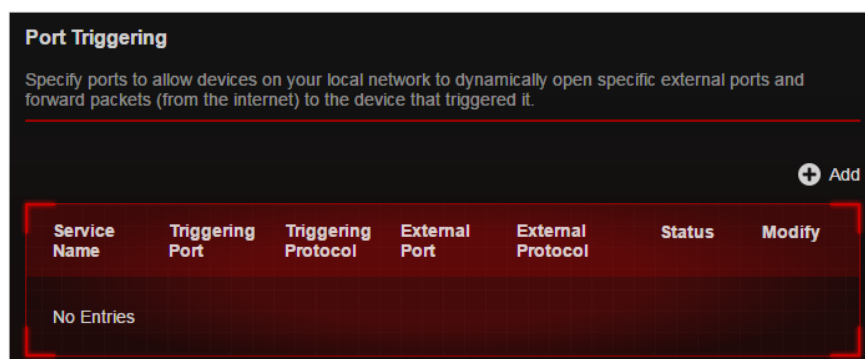 Port Triggering
Specify ports to allow devices on your local network to dynamically open specific external ports and
forward packets (from the internet) to the device that triggered it.
Add
Service Name
Triggering Port
Triggering Protocol
External Port
External Protocol
Status
Modify
No Entries